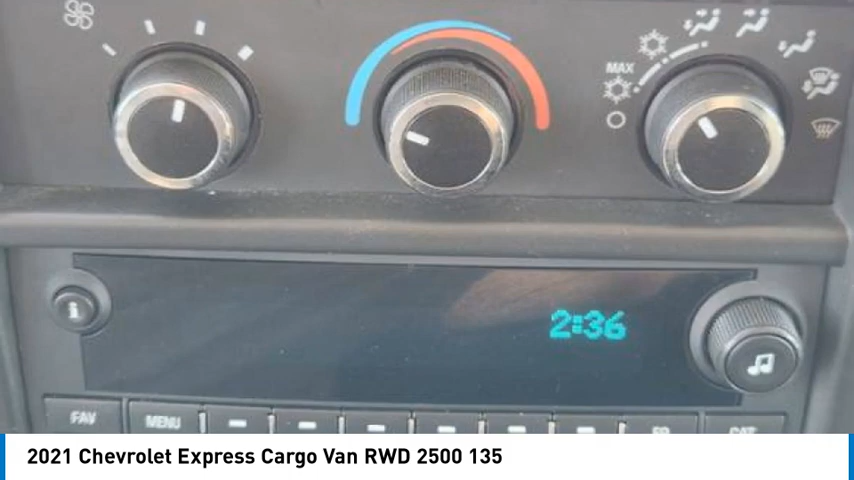 MAX
2:36
i
FAV
MENU
2021 Chevrolet Express Cargo Van RWD 2500 135